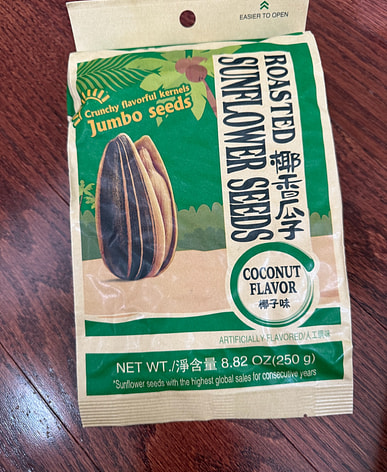 EASIER TO OPEN
Crunchy flavorful kernels
Jumbo seeds
ROASTED
SUNFLOWER SEEDS
椰香瓜子
COCONUT
FLAVOR
椰子味
ARTIFICIALLY FLAVORED/人工調味
NET WT./淨含量 8.82 OZ(250 g)
*Sunflower seeds with the highest global sales for consecutive years